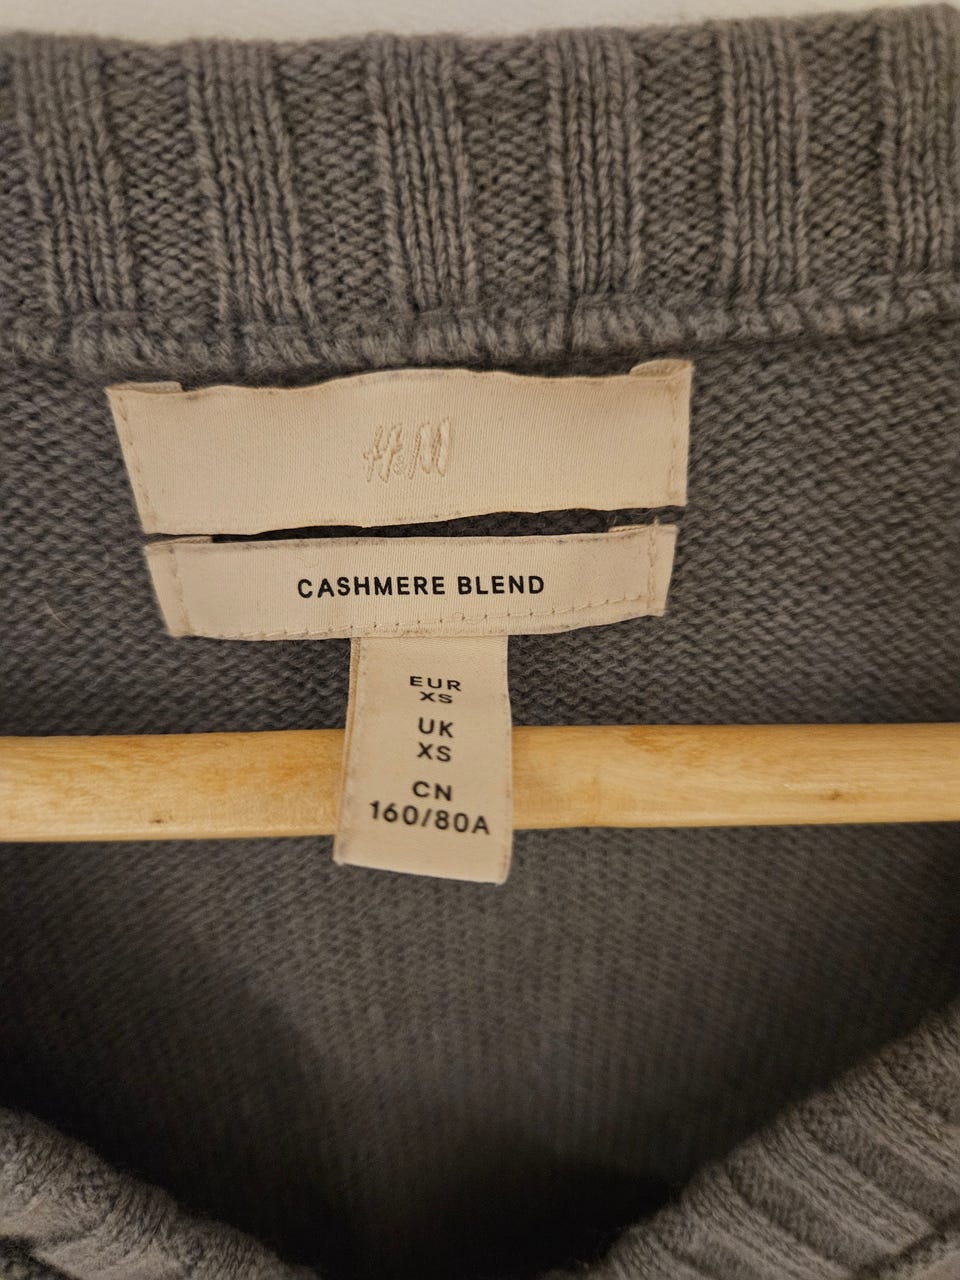 H&M
CASHMERE BLEND
EUR
XS
UK
XS
CN
160/80A